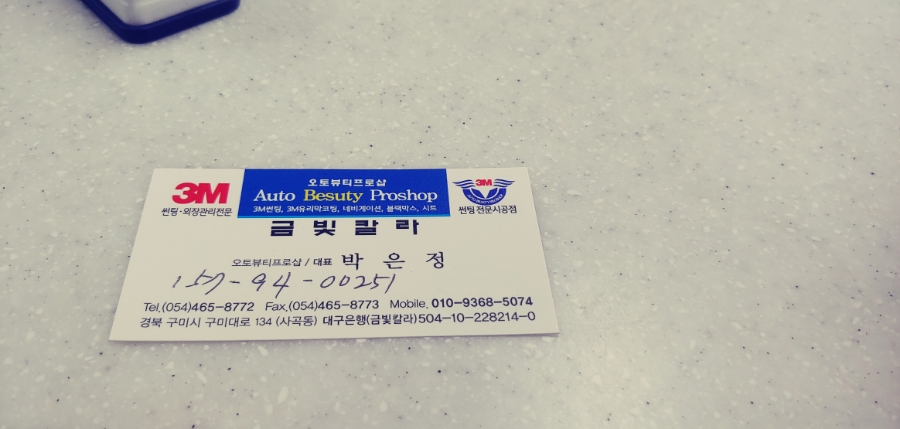 3M
썬팅·외장관리전문
오토뷰티프로샵
Auto Besuty Proshop
3M썬팅, 3M유리막코팅, 네비게이션, 블랙박스, 시트
3M
썬팅 전문시공점
금빛칼라
오토뷰티프로샵 / 대표 박은정
157-94-00251
Tel.(054)465-8772 Fax.(054)465-8773 Mobile. 010-9368-5074
경북 구미시 구미대로 134 (사곡동) 대구은행(금빛칼라)504-10-228214-0